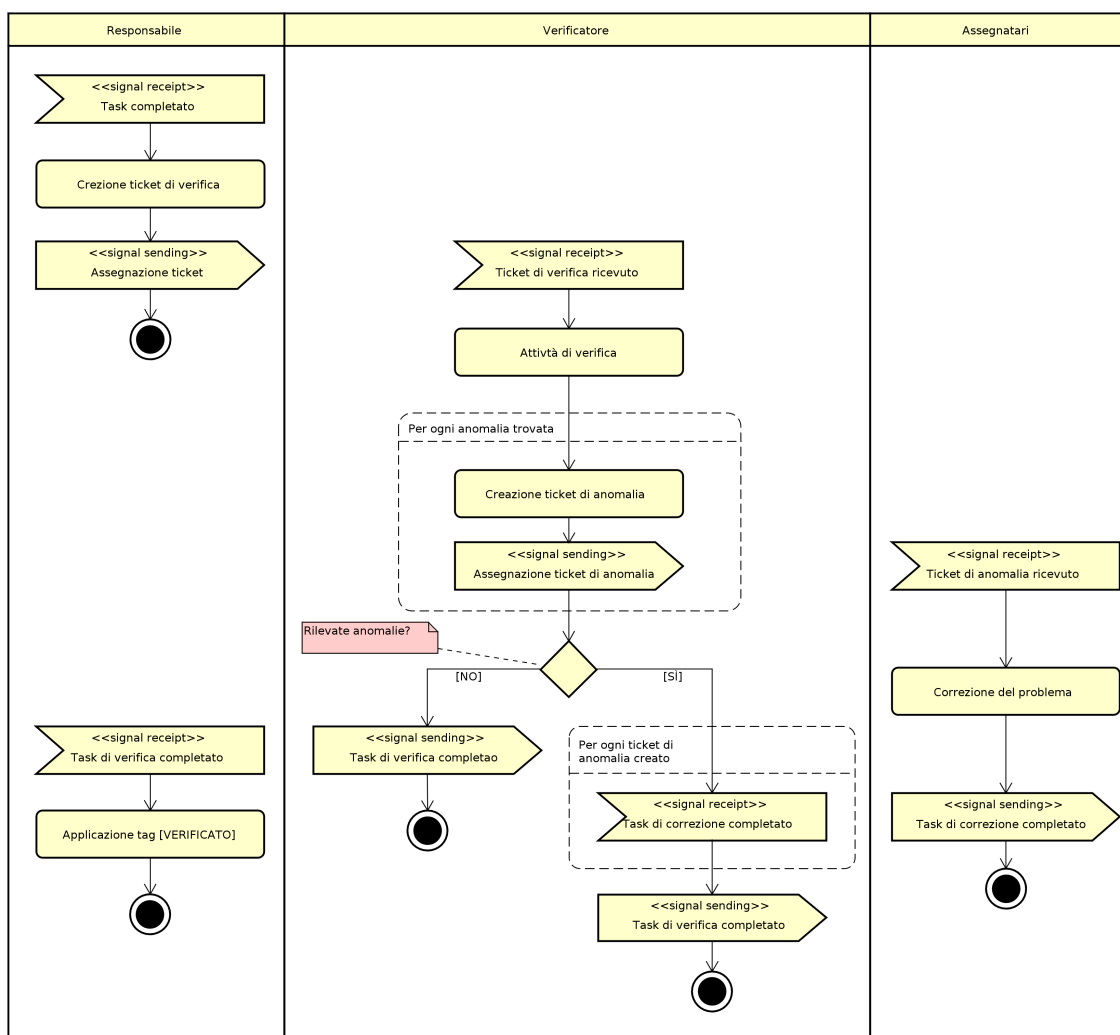 Responsabile
Verificatore
Assegnatari
<<signal receipt>>
Task completato
Crezione ticket di verifica
<<signal sending>>
Assegnazione ticket
<<signal receipt>>
Task di verifica completato
Applicazione tag [VERIFICATO]
<<signal receipt>>
Ticket di verifica ricevuto
Attivtà di verifica
Per ogni anomalia trovata
Creazione ticket di anomalia
<<signal sending>>
Assegnazione ticket di anomalia
Rilevate anomalie?
[NO]
[SÌ]
<<signal sending>>
Task di verifica completao
Per ogni ticket di
anomalia creato
<<signal receipt>>
Task di correzione completato
<<signal sending>>
Task di verifica completato
<<signal receipt>>
Ticket di anomalia ricevuto
Correzione del problema
<<signal sending>>
Task di correzione completato